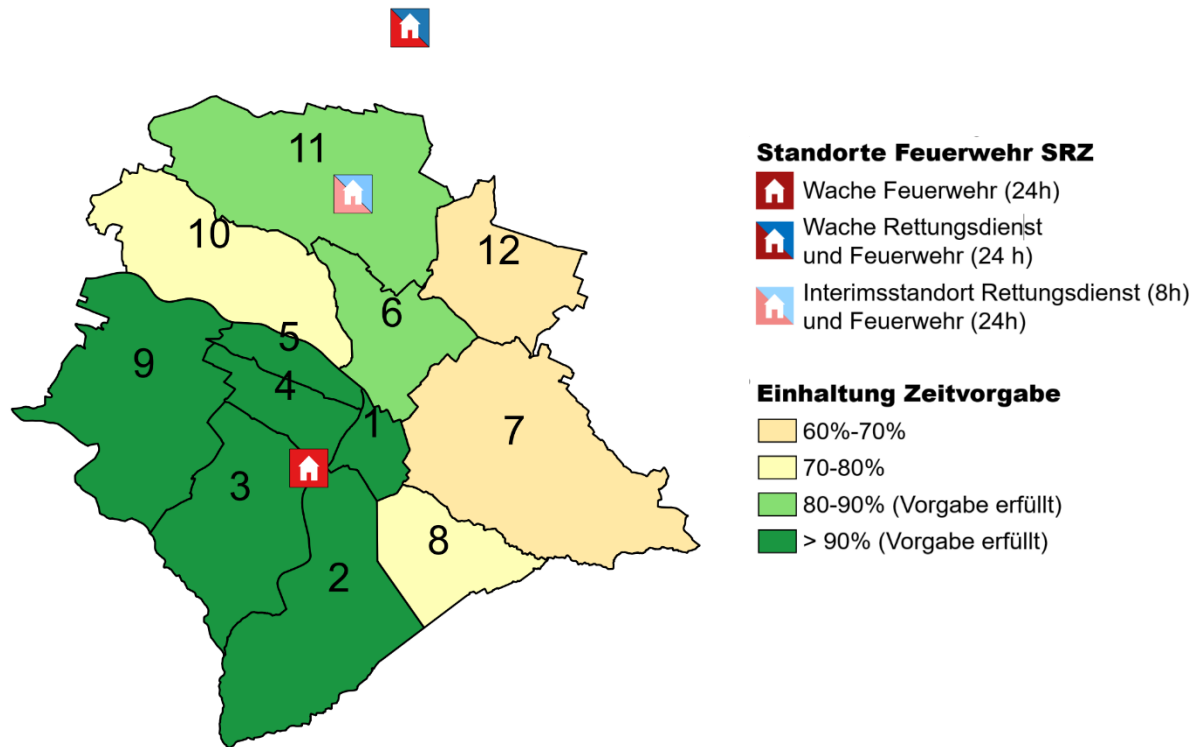 11
10
12
6
5
9
4
1
7
3
8
2
Standorte Feuerwehr SRZ
Wache Feuerwehr (24h)
Wache Rettungsdienst
und Feuerwehr (24 h)
Interimsstandort Rettungsdienst (8h)
und Feuerwehr (24h)
Einhaltung Zeitvorgabe
60%-70%
70-80%
80-90% (Vorgabe erfüllt)
> 90% (Vorgabe erfüllt)